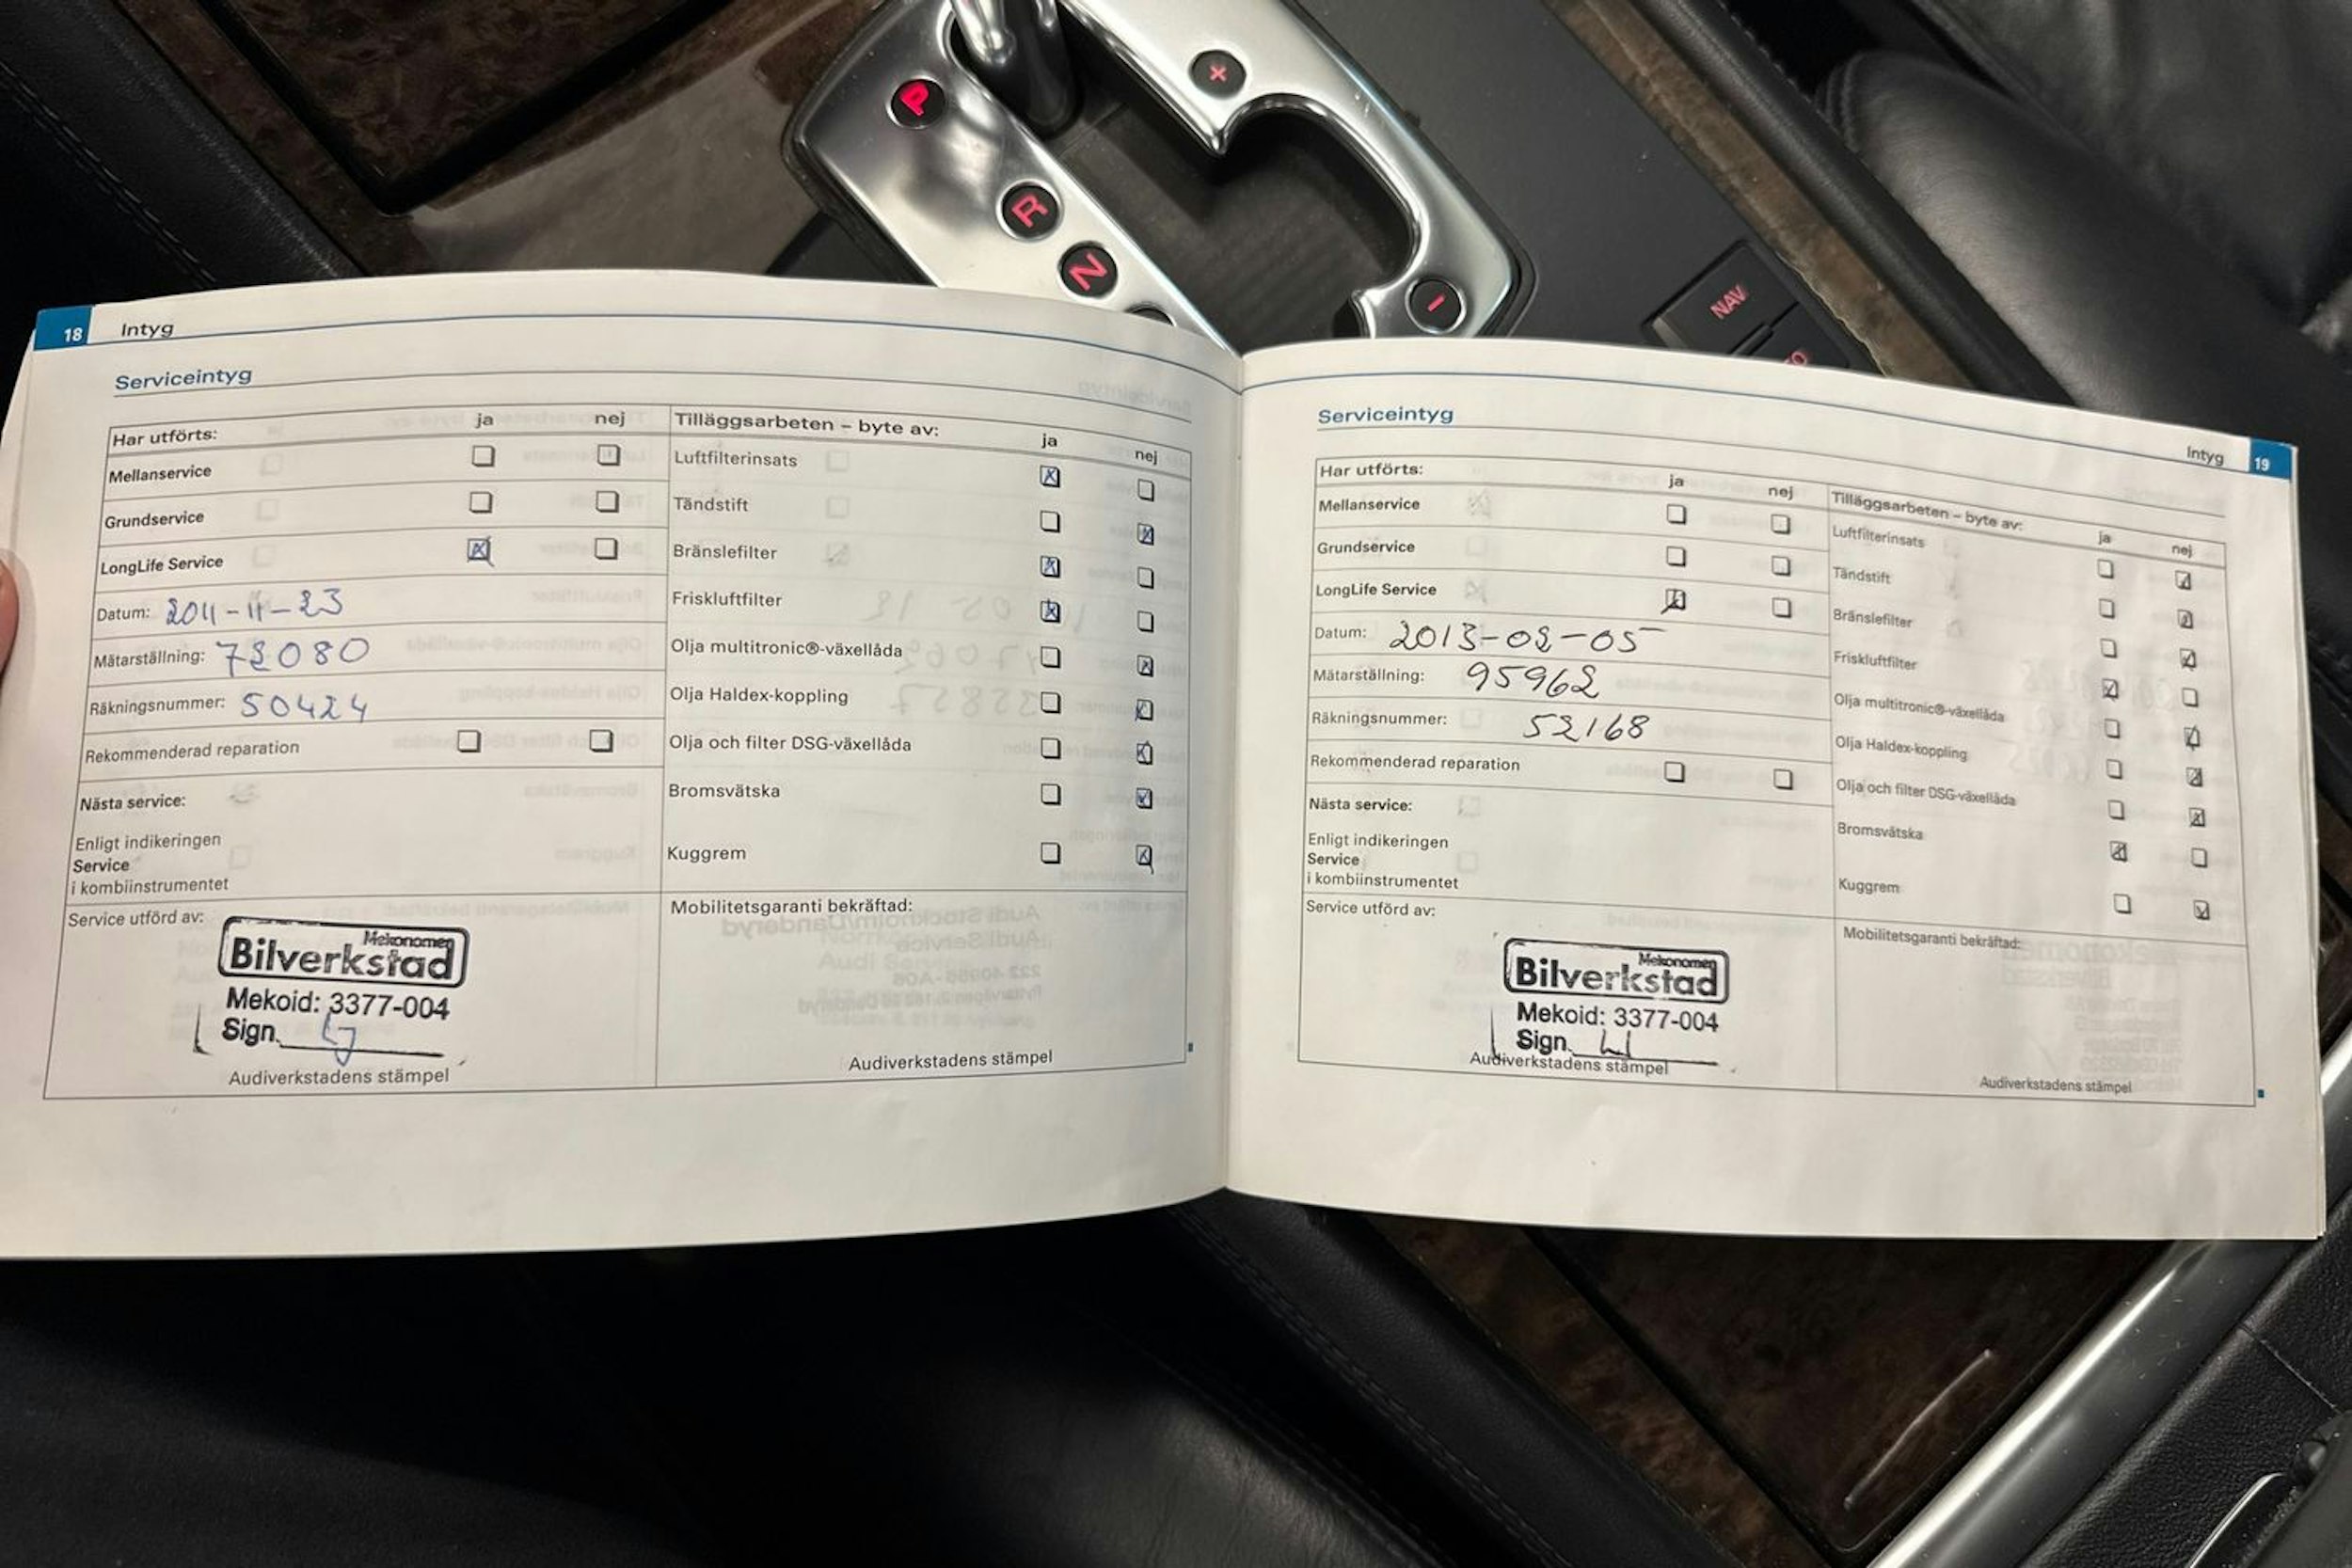 P
R
N
+
−
NAV
18 Intyg
Serviceintyg
Har utförts: ja nej
Mellanservice
Grundservice
LongLife Service
Datum: 2011-11-23
Mätarställning: 72080
Räkningsnummer: 50424
Rekommenderad reparation
Nästa service:
Enligt indikeringen
Service
i kombiinstrumentet
Service utförd av:
Mekonomen
Bilverkstad
Mekoid: 3377-004
Sign.
Audiverkstadens stämpel
Tilläggsarbeten – byte av: ja nej
Luftfilterinsats
Tändstift
Bränslefilter
Friskluftfilter
Olja multitronic®-växellåda
Olja Haldex-koppling
Olja och filter DSG-växellåda
Bromsvätska
Kuggrem
Mobilitetsgaranti bekräftad:
Audiverkstadens stämpel
Intyg 19
Serviceintyg
Har utförts: ja nej
Mellanservice
Grundservice
LongLife Service
Datum: 2013-02-05
Mätarställning: 95962
Räkningsnummer: 52168
Rekommenderad reparation
Nästa service:
Enligt indikeringen
Service
i kombiinstrumentet
Service utförd av:
Mekonomen
Bilverkstad
Mekoid: 3377-004
Sign.
Audiverkstadens stämpel
Tilläggsarbeten – byte av: ja nej
Luftfilterinsats
Tändstift
Bränslefilter
Friskluftfilter
Olja multitronic®-växellåda
Olja Haldex-koppling
Olja och filter DSG-växellåda
Bromsvätska
Kuggrem
Mobilitetsgaranti bekräftad:
Audiverkstadens stämpel